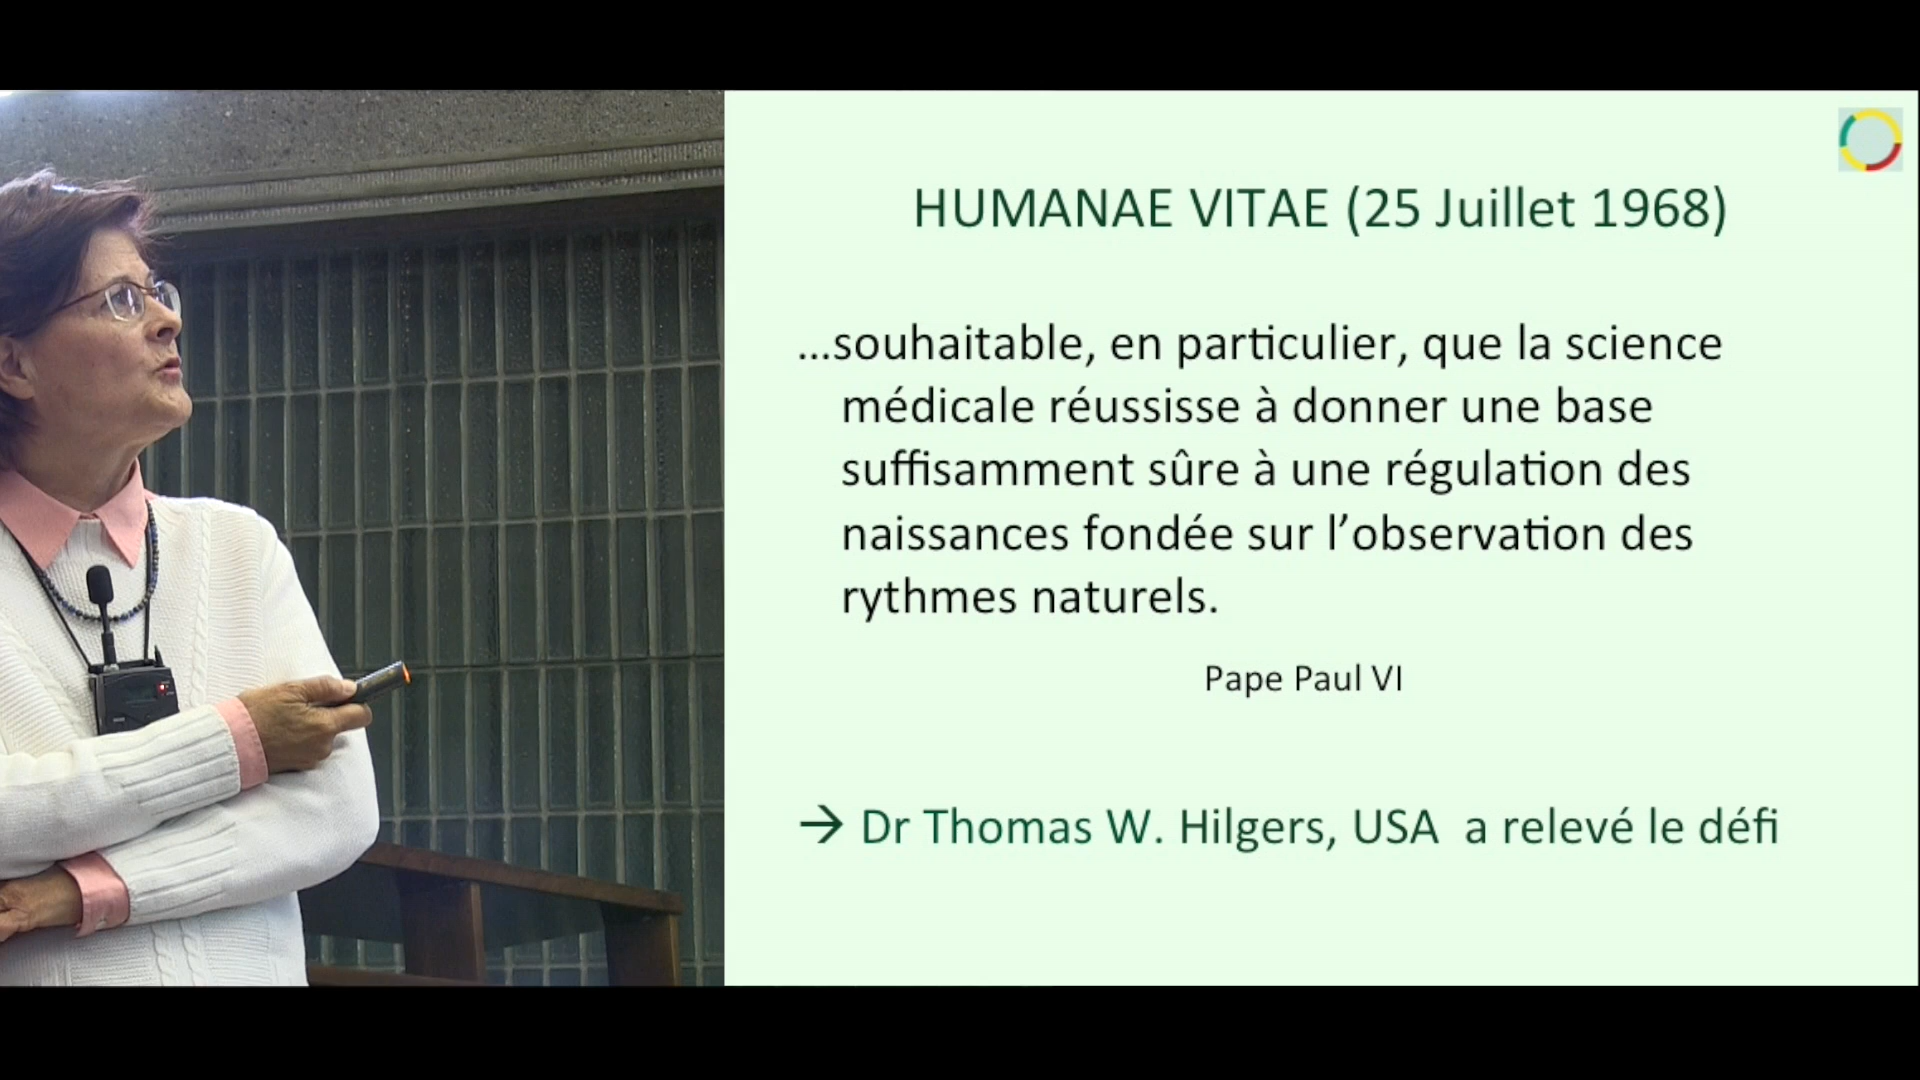 HUMANAE VITAE (25 Juillet 1968)
...souhaitable, en particulier, que la science
médicale réussisse à donner une base
suffisamment sûre à une régulation des
naissances fondée sur l’observation des
rythmes naturels.
Pape Paul VI
→ Dr Thomas W. Hilgers, USA  a relevé le défi